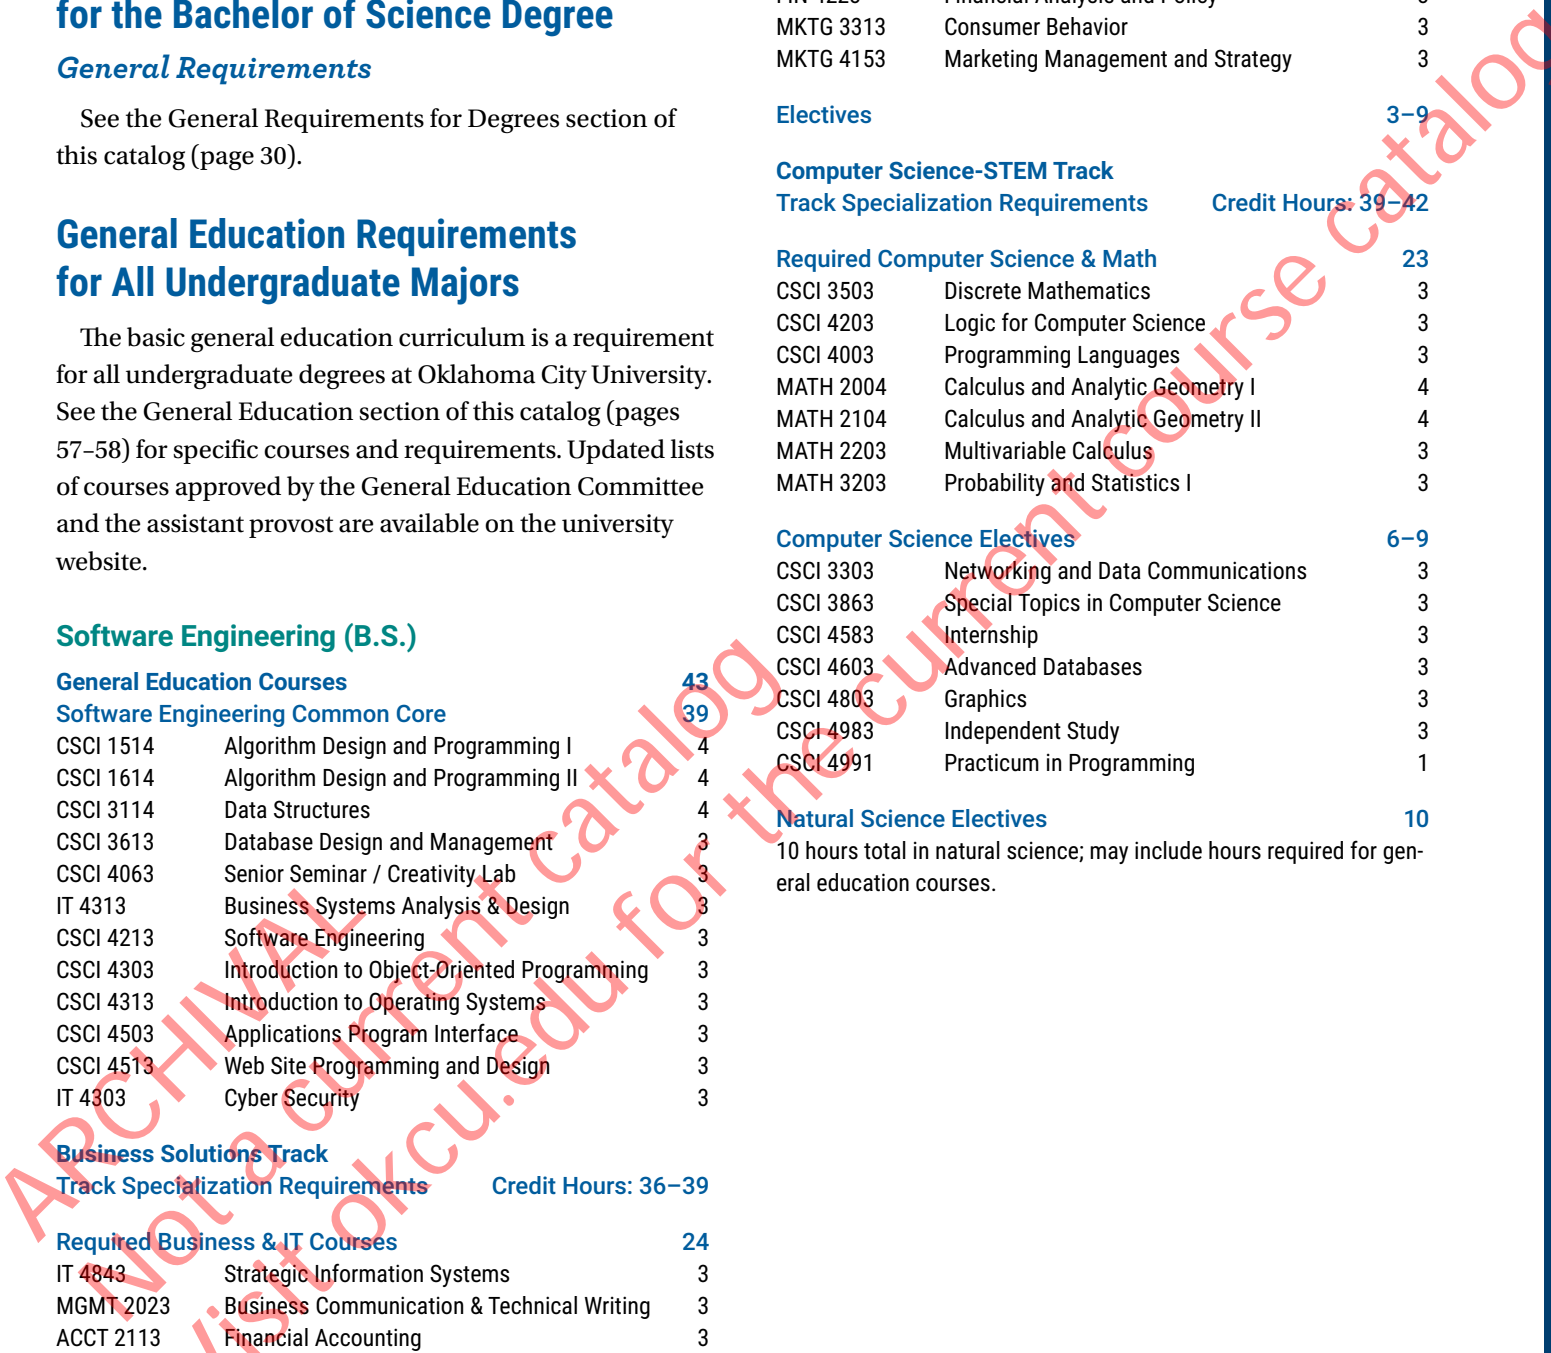 for the Bachelor of Science Degree
General Requirements
See the General Requirements for Degrees section of
this catalog (page 30).
General Education Requirements
for All Undergraduate Majors
The basic general education curriculum is a requirement
for all undergraduate degrees at Oklahoma City University.
See the General Education section of this catalog (pages
57–58) for specific courses and requirements. Updated lists
of courses approved by the General Education Committee
and the assistant provost are available on the university
website.
Software Engineering (B.S.)
General Education Courses 43
Software Engineering Common Core 39
CSCI 1514 Algorithm Design and Programming I 4
CSCI 1614 Algorithm Design and Programming II 4
CSCI 3114 Data Structures 4
CSCI 3613 Database Design and Management 3
CSCI 4063 Senior Seminar / Creativity Lab 3
IT 4313 Business Systems Analysis & Design 3
CSCI 4213 Software Engineering 3
CSCI 4303 Introduction to Object-Oriented Programming 3
CSCI 4313 Introduction to Operating Systems 3
CSCI 4503 Applications Program Interface 3
CSCI 4513 Web Site Programming and Design 3
IT 4303 Cyber Security 3
Business Solutions Track
Track Specialization Requirements Credit Hours: 36–39
Required Business & IT Courses 24
IT 4843 Strategic Information Systems 3
MGMT 2023 Business Communication & Technical Writing 3
ACCT 2113 Financial Accounting 3
Financial Analysis and Policy 3
MKTG 3313 Consumer Behavior 3
MKTG 4153 Marketing Management and Strategy 3
Electives 3–9
Computer Science-STEM Track
Track Specialization Requirements Credit Hours: 39–42
Required Computer Science & Math 23
CSCI 3503 Discrete Mathematics 3
CSCI 4203 Logic for Computer Science 3
CSCI 4003 Programming Languages 3
MATH 2004 Calculus and Analytic Geometry I 4
MATH 2104 Calculus and Analytic Geometry II 4
MATH 2203 Multivariable Calculus 3
MATH 3203 Probability and Statistics I 3
Computer Science Electives 6–9
CSCI 3303 Networking and Data Communications 3
CSCI 3863 Special Topics in Computer Science 3
CSCI 4583 Internship 3
CSCI 4603 Advanced Databases 3
CSCI 4803 Graphics 3
CSCI 4983 Independent Study 3
CSCI 4991 Practicum in Programming 1
Natural Science Electives 10
10 hours total in natural science; may include hours required for gen-
eral education courses.
ARCHIVAL
Not a current catalog
Visit okcu.edu for the current course catalog